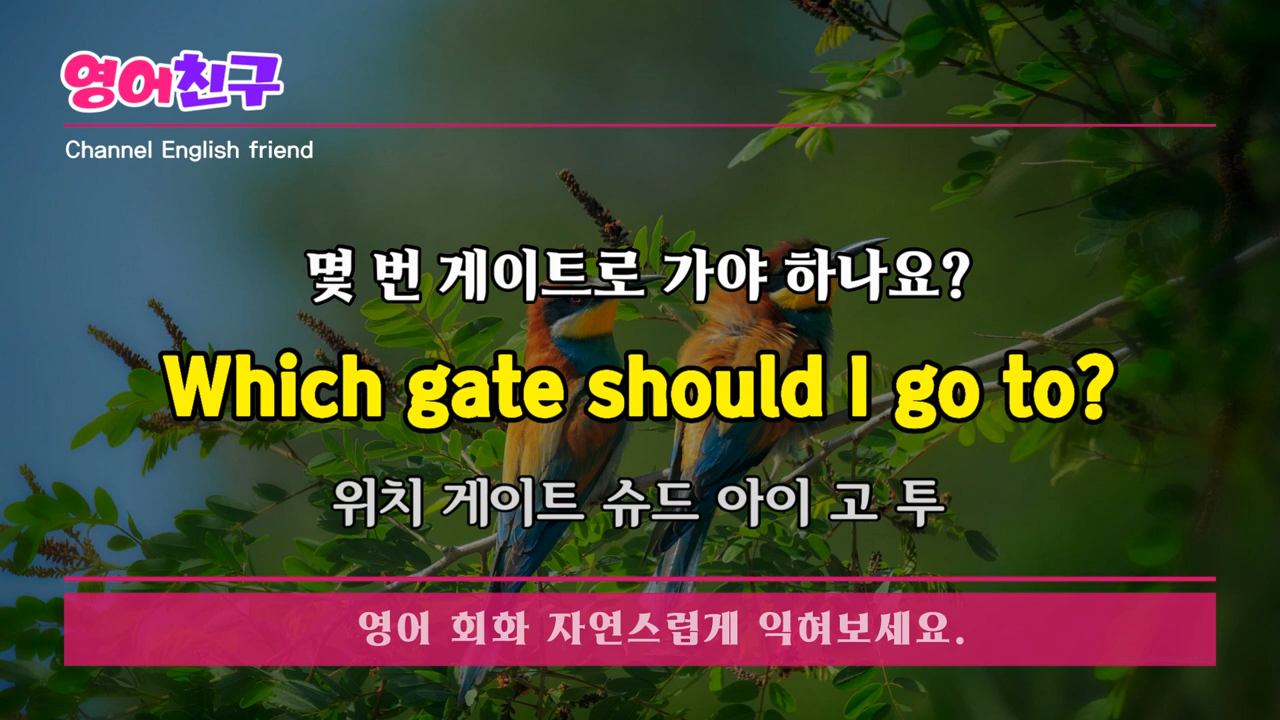 영어친구
Channel English friend
몇 번 게이트로 가야 하나요?
Which gate should I go to?
위치 게이트 슈드 아이 고 투
영어 회화 자연스럽게 익혀보세요.